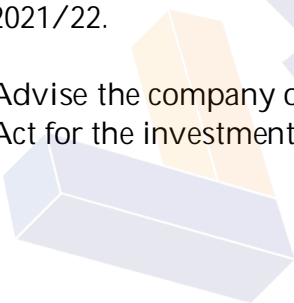 2021/22.
Advise the company
Act for the investment